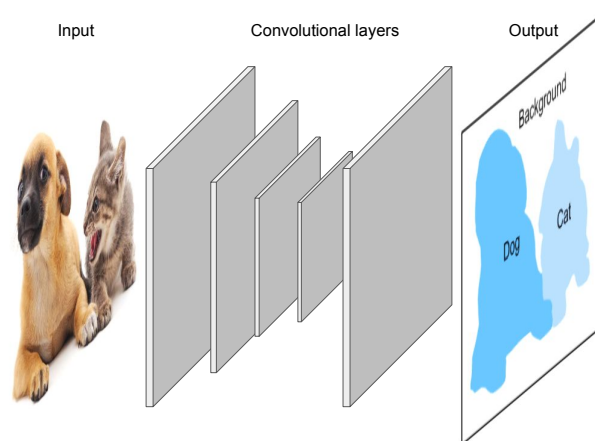 Input
Convolutional layers
Output
Background
Dog
Cat